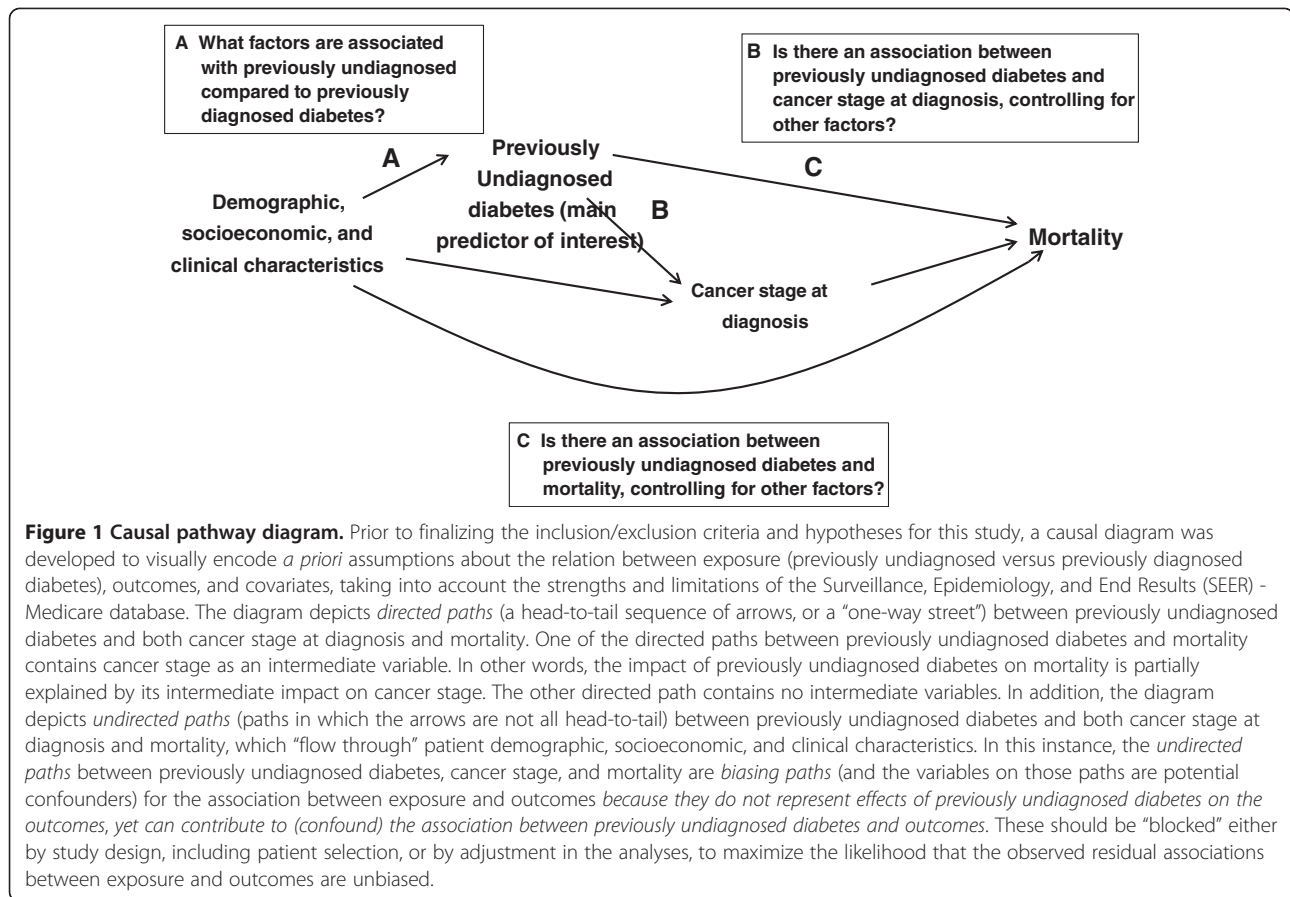 A What factors are associated
with previously undiagnosed
compared to previously
diagnosed diabetes?
B Is there an association between
previously undiagnosed diabetes and
cancer stage at diagnosis, controlling for
other factors?
A
Previously
Undiagnosed
diabetes (main
predictor of interest)
B
C
Demographic,
socioeconomic, and
clinical characteristics
Mortality
Cancer stage at
diagnosis
C Is there an association between
previously undiagnosed diabetes and
mortality, controlling for other factors?
Figure 1 Causal pathway diagram. Prior to finalizing the inclusion/exclusion criteria and hypotheses for this study, a causal diagram was
developed to visually encode a priori assumptions about the relation between exposure (previously undiagnosed versus previously diagnosed
diabetes), outcomes, and covariates, taking into account the strengths and limitations of the Surveillance, Epidemiology, and End Results (SEER) -
Medicare database. The diagram depicts directed paths (a head-to-tail sequence of arrows, or a “one-way street”) between previously undiagnosed
diabetes and both cancer stage at diagnosis and mortality. One of the directed paths between previously undiagnosed diabetes and mortality
contains cancer stage as an intermediate variable. In other words, the impact of previously undiagnosed diabetes on mortality is partially
explained by its intermediate impact on cancer stage. The other directed path contains no intermediate variables. In addition, the diagram
depicts undirected paths (paths in which the arrows are not all head-to-tail) between previously undiagnosed diabetes and both cancer stage at
diagnosis and mortality, which “flow through” patient demographic, socioeconomic, and clinical characteristics. In this instance, the undirected
paths between previously undiagnosed diabetes, cancer stage, and mortality are biasing paths (and the variables on those paths are potential
confounders) for the association between exposure and outcomes because they do not represent effects of previously undiagnosed diabetes on the
outcomes, yet can contribute to (confound) the association between previously undiagnosed diabetes and outcomes. These should be “blocked” either
by study design, including patient selection, or by adjustment in the analyses, to maximize the likelihood that the observed residual associations
between exposure and outcomes are unbiased.